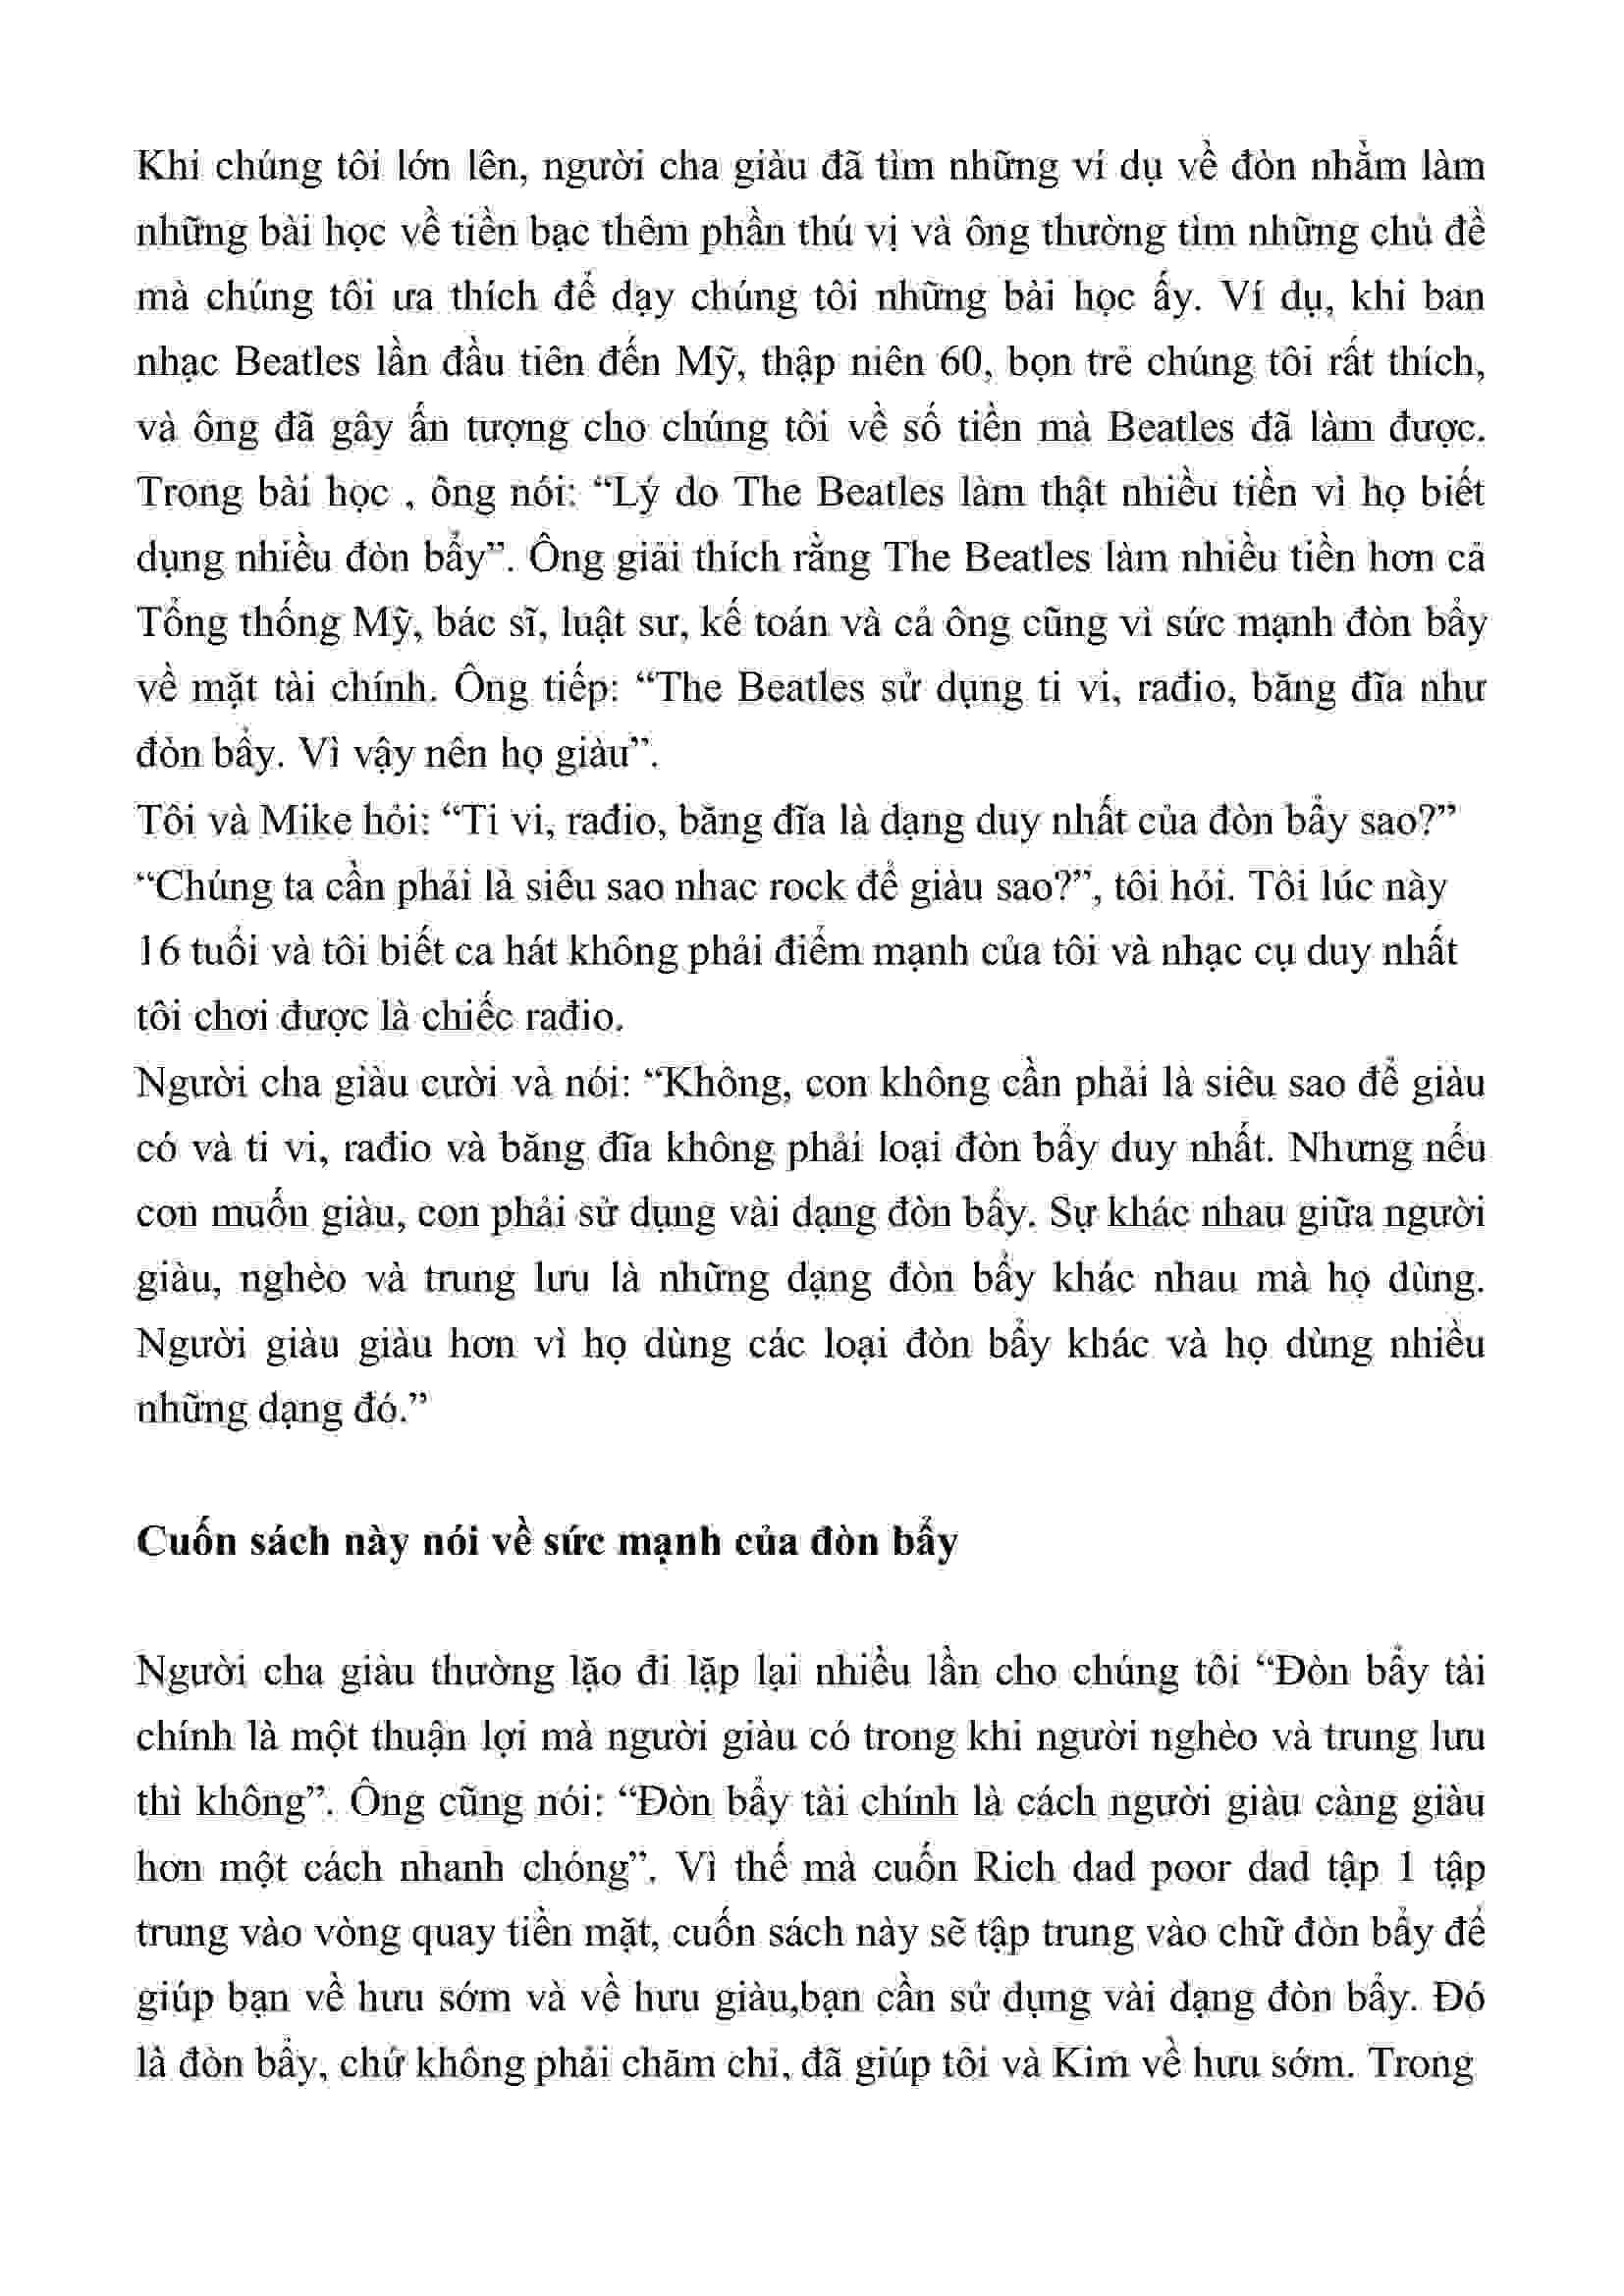 Khi chúng tôi lớn lên, người cha giàu đã tìm những ví dụ về đòn nhằm làm
những bài học về tiền bạc thêm phần thú vị và ông thường tìm những chủ đề
mà chúng tôi ưa thích để dạy chúng tôi những bài học ấy. Ví dụ, khi ban
nhạc Beatles lần đầu tiên đến Mỹ, thập niên 60, bọn trẻ chúng tôi rất thích,
và ông đã gây ấn tượng cho chúng tôi về số tiền mà Beatles đã làm được.
Trong bài học , ông nói: “Lý do The Beatles làm thật nhiều tiền vì họ biết
dụng nhiều đòn bẩy”. Ông giải thích rằng The Beatles làm nhiều tiền hơn cả
Tổng thống Mỹ, bác sĩ, luật sư, kế toán và cả ông cũng vì sức mạnh đòn bẩy
về mặt tài chính. Ông tiếp: “The Beatles sử dụng ti vi, rađio, băng đĩa như
đòn bẩy. Vì vậy nên họ giàu”.
Tôi và Mike hỏi: “Ti vi, rađio, băng đĩa là dạng duy nhất của đòn bẩy sao?”
“Chúng ta cần phải là siêu sao nhac rock để giàu sao?”, tôi hỏi. Tôi lúc này
16 tuổi và tôi biết ca hát không phải điểm mạnh của tôi và nhạc cụ duy nhất
tôi chơi được là chiếc rađio.
Người cha giàu cười và nói: “Không, con không cần phải là siêu sao để giàu
có và ti vi, rađio và băng đĩa không phải loại đòn bẩy duy nhất. Nhưng nếu
con muốn giàu, con phải sử dụng vài dạng đòn bẩy. Sự khác nhau giữa người
giàu, nghèo và trung lưu là những dạng đòn bẩy khác nhau mà họ dùng.
Người giàu giàu hơn vì họ dùng các loại đòn bẩy khác và họ dùng nhiều
những dạng đó.”
Cuốn sách này nói về sức mạnh của đòn bẩy
Người cha giàu thường lặo đi lặp lại nhiều lần cho chúng tôi “Đòn bẩy tài
chính là một thuận lợi mà người giàu có trong khi người nghèo và trung lưu
thì không”. Ông cũng nói: “Đòn bẩy tài chính là cách người giàu càng giàu
hơn một cách nhanh chóng”. Vì thế mà cuốn Rich dad poor dad tập 1 tập
trung vào vòng quay tiền mặt, cuốn sách này sẽ tập trung vào chữ đòn bẩy để
giúp bạn về hưu sớm và về hưu giàu,bạn cần sử dụng vài dạng đòn bẩy. Đó
là đòn bẩy, chứ không phải chăm chỉ, đã giúp tôi và Kim về hưu sớm. Trong